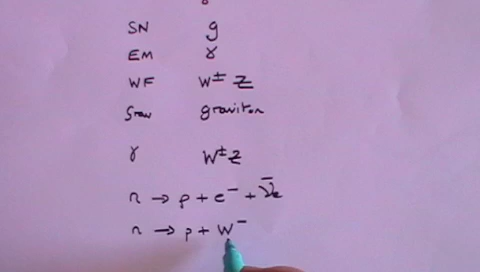 SN g
EM γ
WF W± Z
Grav graviton
γ W± Z
n → p + e⁻ + ν̄e
n → p + W⁻